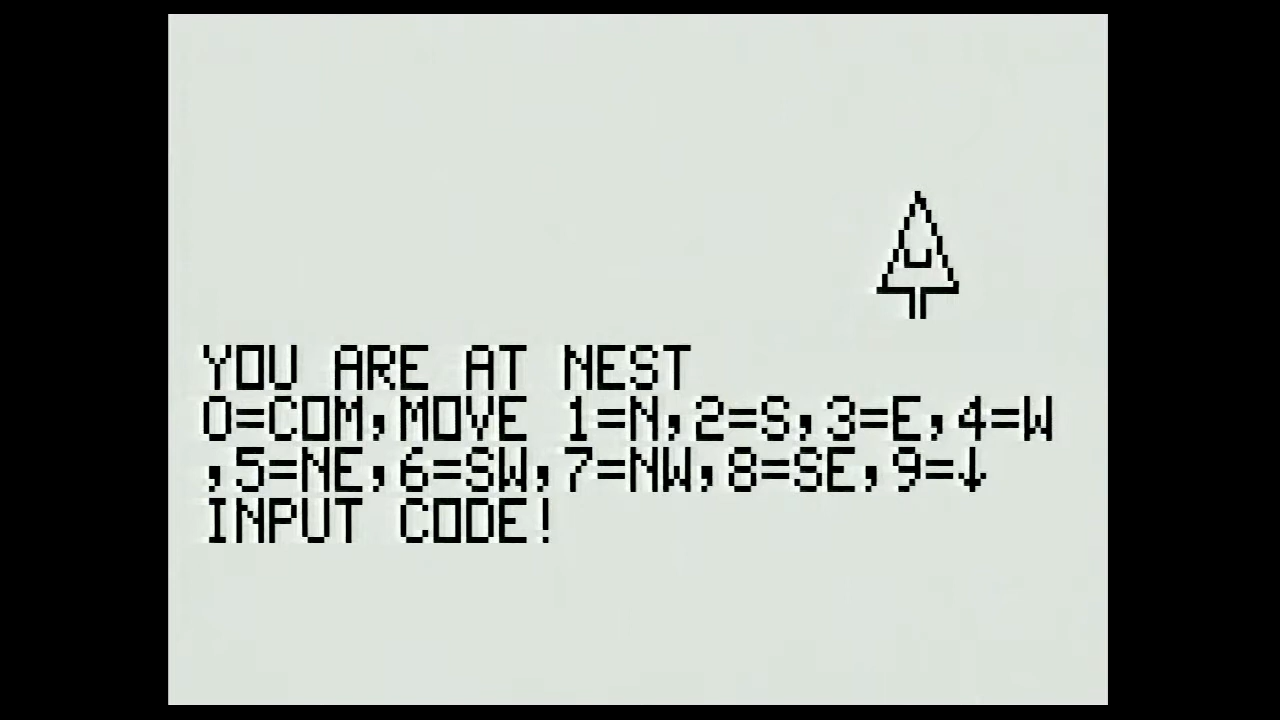 YOU ARE AT NEST
0=COM,MOVE 1=N,2=S,3=E,4=W
,5=NE,6=SW,7=NW,8=SE,9=↓
INPUT CODE!